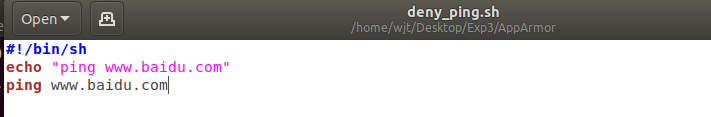 Open
deny_ping.sh
/home/wjt/Desktop/Exp3/AppArmor
#!/bin/sh
echo "ping www.baidu.com"
ping www.baidu.com